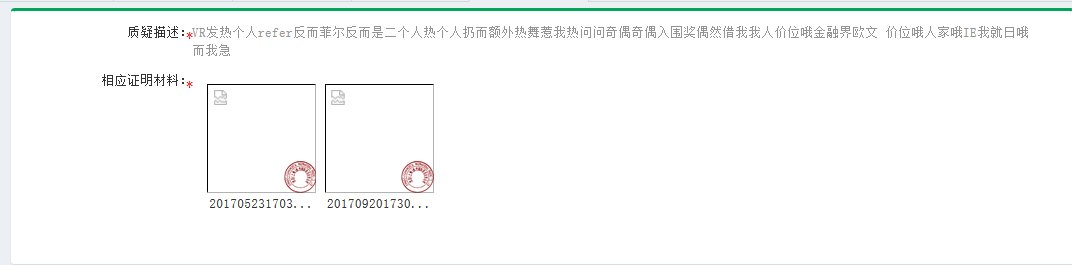 质疑描述:*VR发热个人refer反而菲尔反而是二个人热个人扔而额外热舞惹我热问问奇偶奇偶入围奖偶然借我我人价位哦金融界欧文 价位哦人家哦IE我就日哦
而我急
相应证明材料:*
201705231703... 201709201730...